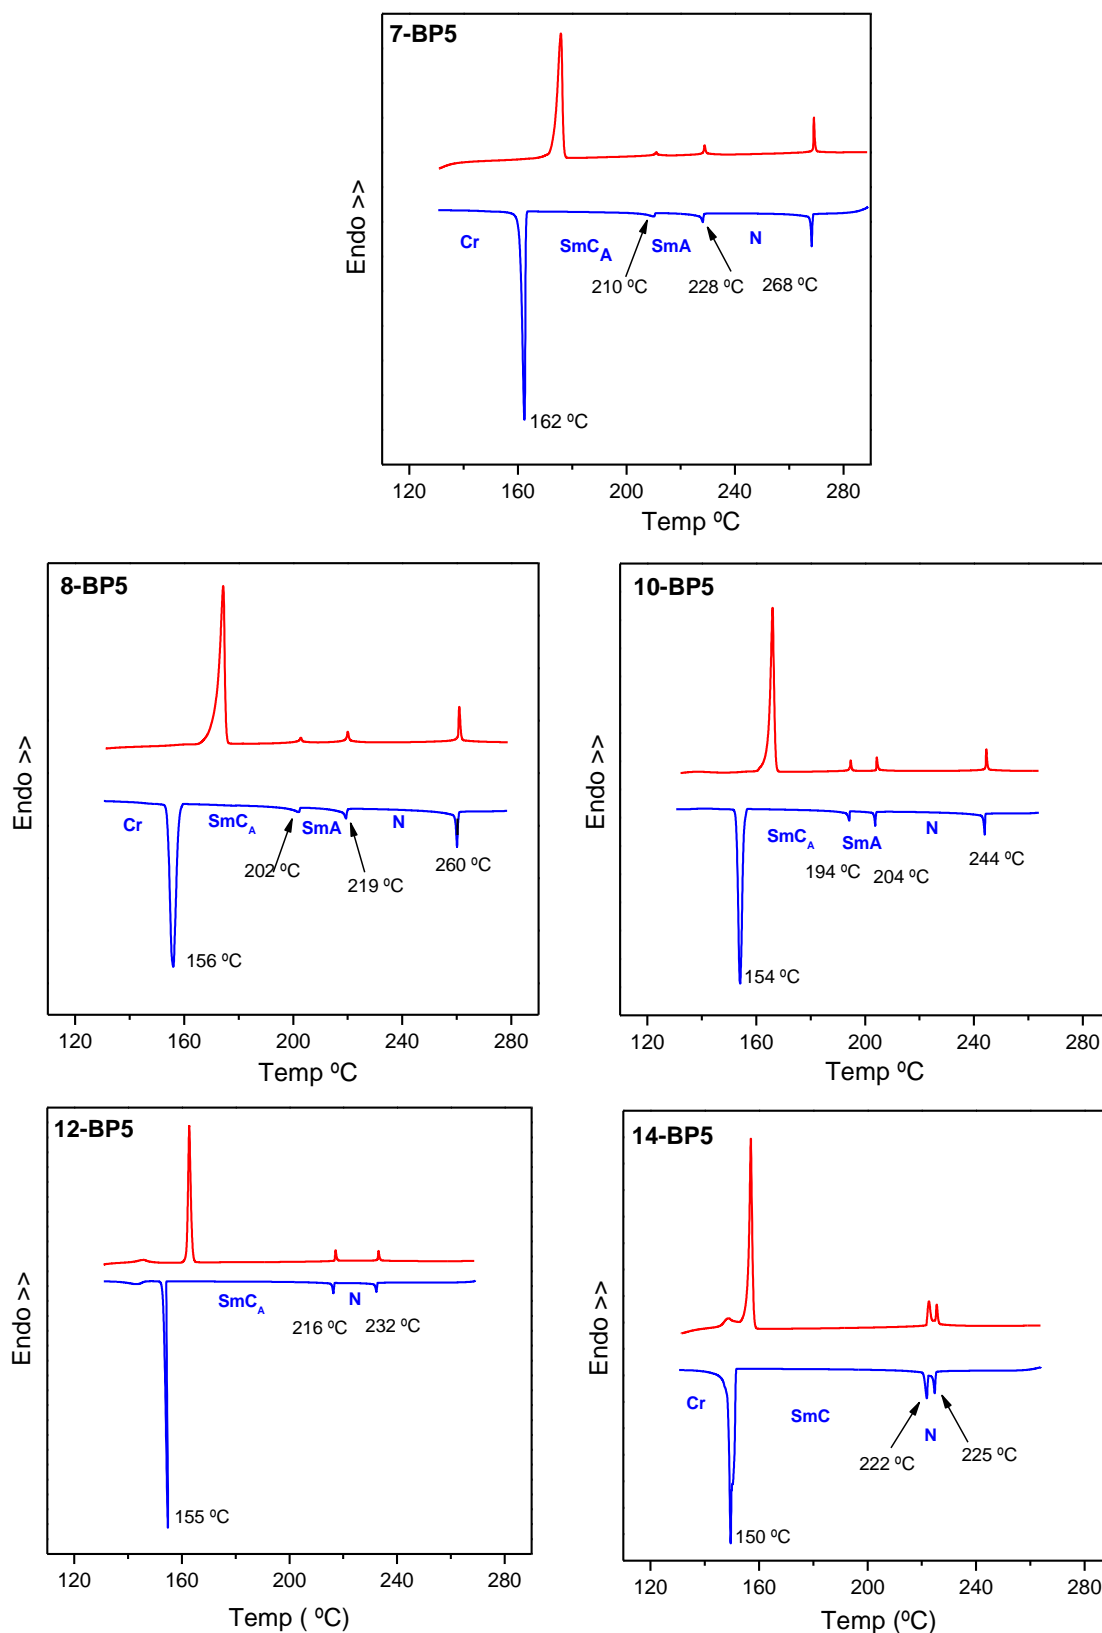 7-BP5
Endo >>
Cr
SmC_A
SmA
N
210 ºC
228 ºC
268 ºC
162 ºC
120 160 200 240 280
Temp ºC
8-BP5
Endo >>
Cr
SmC_A
SmA
N
202 ºC
219 ºC
260 ºC
156 ºC
120 160 200 240 280
Temp ºC
10-BP5
Endo >>
SmC_A
SmA
N
194 ºC
204 ºC
244 ºC
154 ºC
120 160 200 240 280
Temp ºC
12-BP5
Endo >>
SmC_A
N
216 ºC
232 ºC
155 ºC
120 160 200 240 280
Temp ( ºC)
14-BP5
Endo >>
Cr
SmC
N
222 ºC
225 ºC
150 ºC
120 160 200 240 280
Temp (ºC)